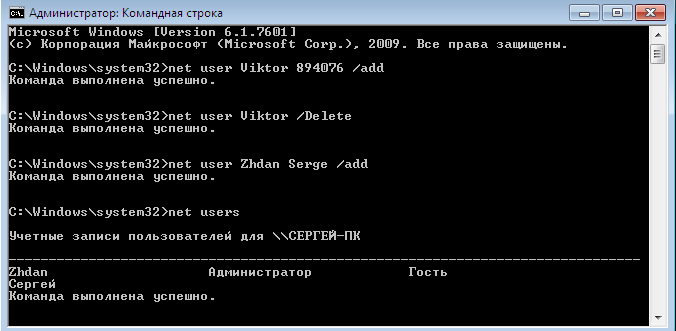 Администратор: Командная строка
Microsoft Windows [Version 6.1.7601]
(c) Корпорация Майкрософт (Microsoft Corp.), 2009. Все права защищены.
C:\Windows\system32>net user Viktor 894076 /add
Команда выполнена успешно.
C:\Windows\system32>net user Viktor /Delete
Команда выполнена успешно.
C:\Windows\system32>net user Zhdan Serge /add
Команда выполнена успешно.
C:\Windows\system32>net users
Учетные записи пользователей для \\СЕРГЕЙ-ПК
-------------------------------------------------------------------------------
Zhdan Администратор Гость
Сергей
Команда выполнена успешно.